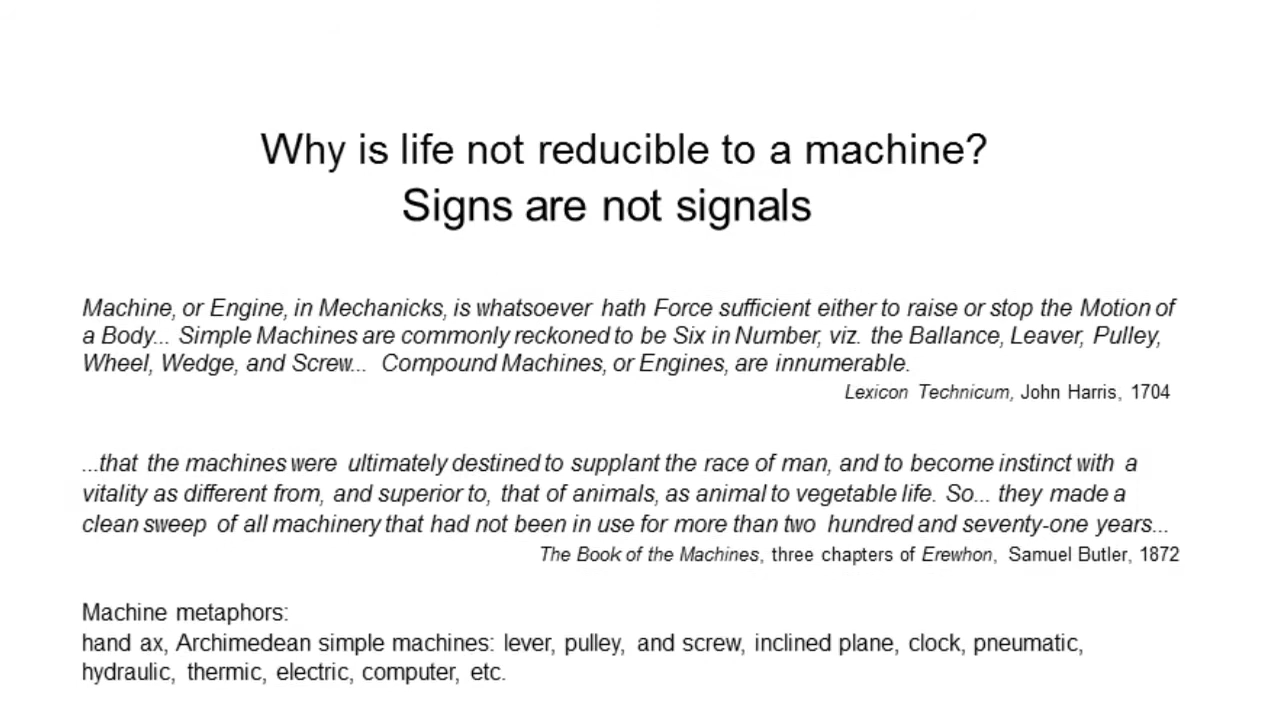 Why is life not reducible to a machine?
Signs are not signals
Machine, or Engine, in Mechanicks, is whatsoever hath Force sufficient either to raise or stop the Motion of
a Body... Simple Machines are commonly reckoned to be Six in Number, viz. the Ballance, Leaver, Pulley,
Wheel, Wedge, and Screw... Compound Machines, or Engines, are innumerable.
Lexicon Technicum, John Harris, 1704
...that the machines were ultimately destined to supplant the race of man, and to become instinct with a
vitality as different from, and superior to, that of animals, as animal to vegetable life. So... they made a
clean sweep of all machinery that had not been in use for more than two hundred and seventy-one years...
The Book of the Machines, three chapters of Erewhon, Samuel Butler, 1872
Machine metaphors:
hand ax, Archimedean simple machines: lever, pulley, and screw, inclined plane, clock, pneumatic,
hydraulic, thermic, electric, computer, etc.